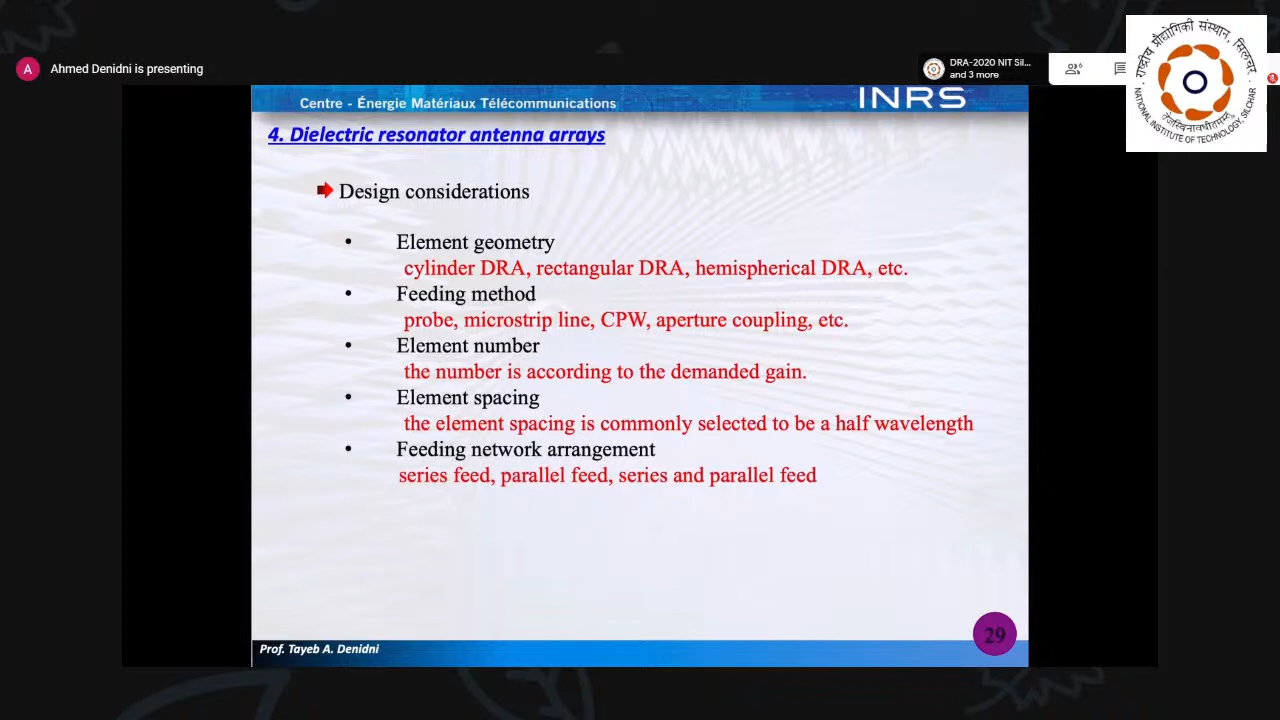 A
Ahmed Denidni is presenting
DRA-2020 NIT Sil...
and 3 more
राष्ट्रीय प्रौद्योगिकी संस्थान, सिलचर
NATIONAL INSTITUTE OF TECHNOLOGY, SILCHAR
Centre - Énergie Matériaux Télécommunications
INRS
4. Dielectric resonator antenna arrays
Design considerations
• Element geometry
cylinder DRA, rectangular DRA, hemispherical DRA, etc.
• Feeding method
probe, microstrip line, CPW, aperture coupling, etc.
• Element number
the number is according to the demanded gain.
• Element spacing
the element spacing is commonly selected to be a half wavelength
• Feeding network arrangement
series feed, parallel feed, series and parallel feed
29
Prof. Tayeb A. Denidni